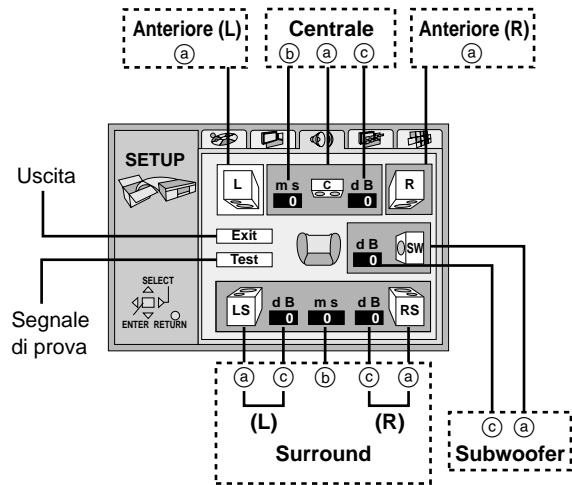 Anteriore (L)
ⓐ
Centrale
ⓑ ⓐ ⓒ
Anteriore (R)
ⓐ
SETUP
L
m s
0
C
d B
0
R
Uscita
Exit
Test
d B
0
SW
SELECT
ENTER RETURN
Segnale
di prova
LS
d B
0
m s
0
d B
0
RS
ⓐ ⓒ ⓑ ⓒ ⓐ
(L) (R)
Surround
ⓒ ⓐ
Subwoofer